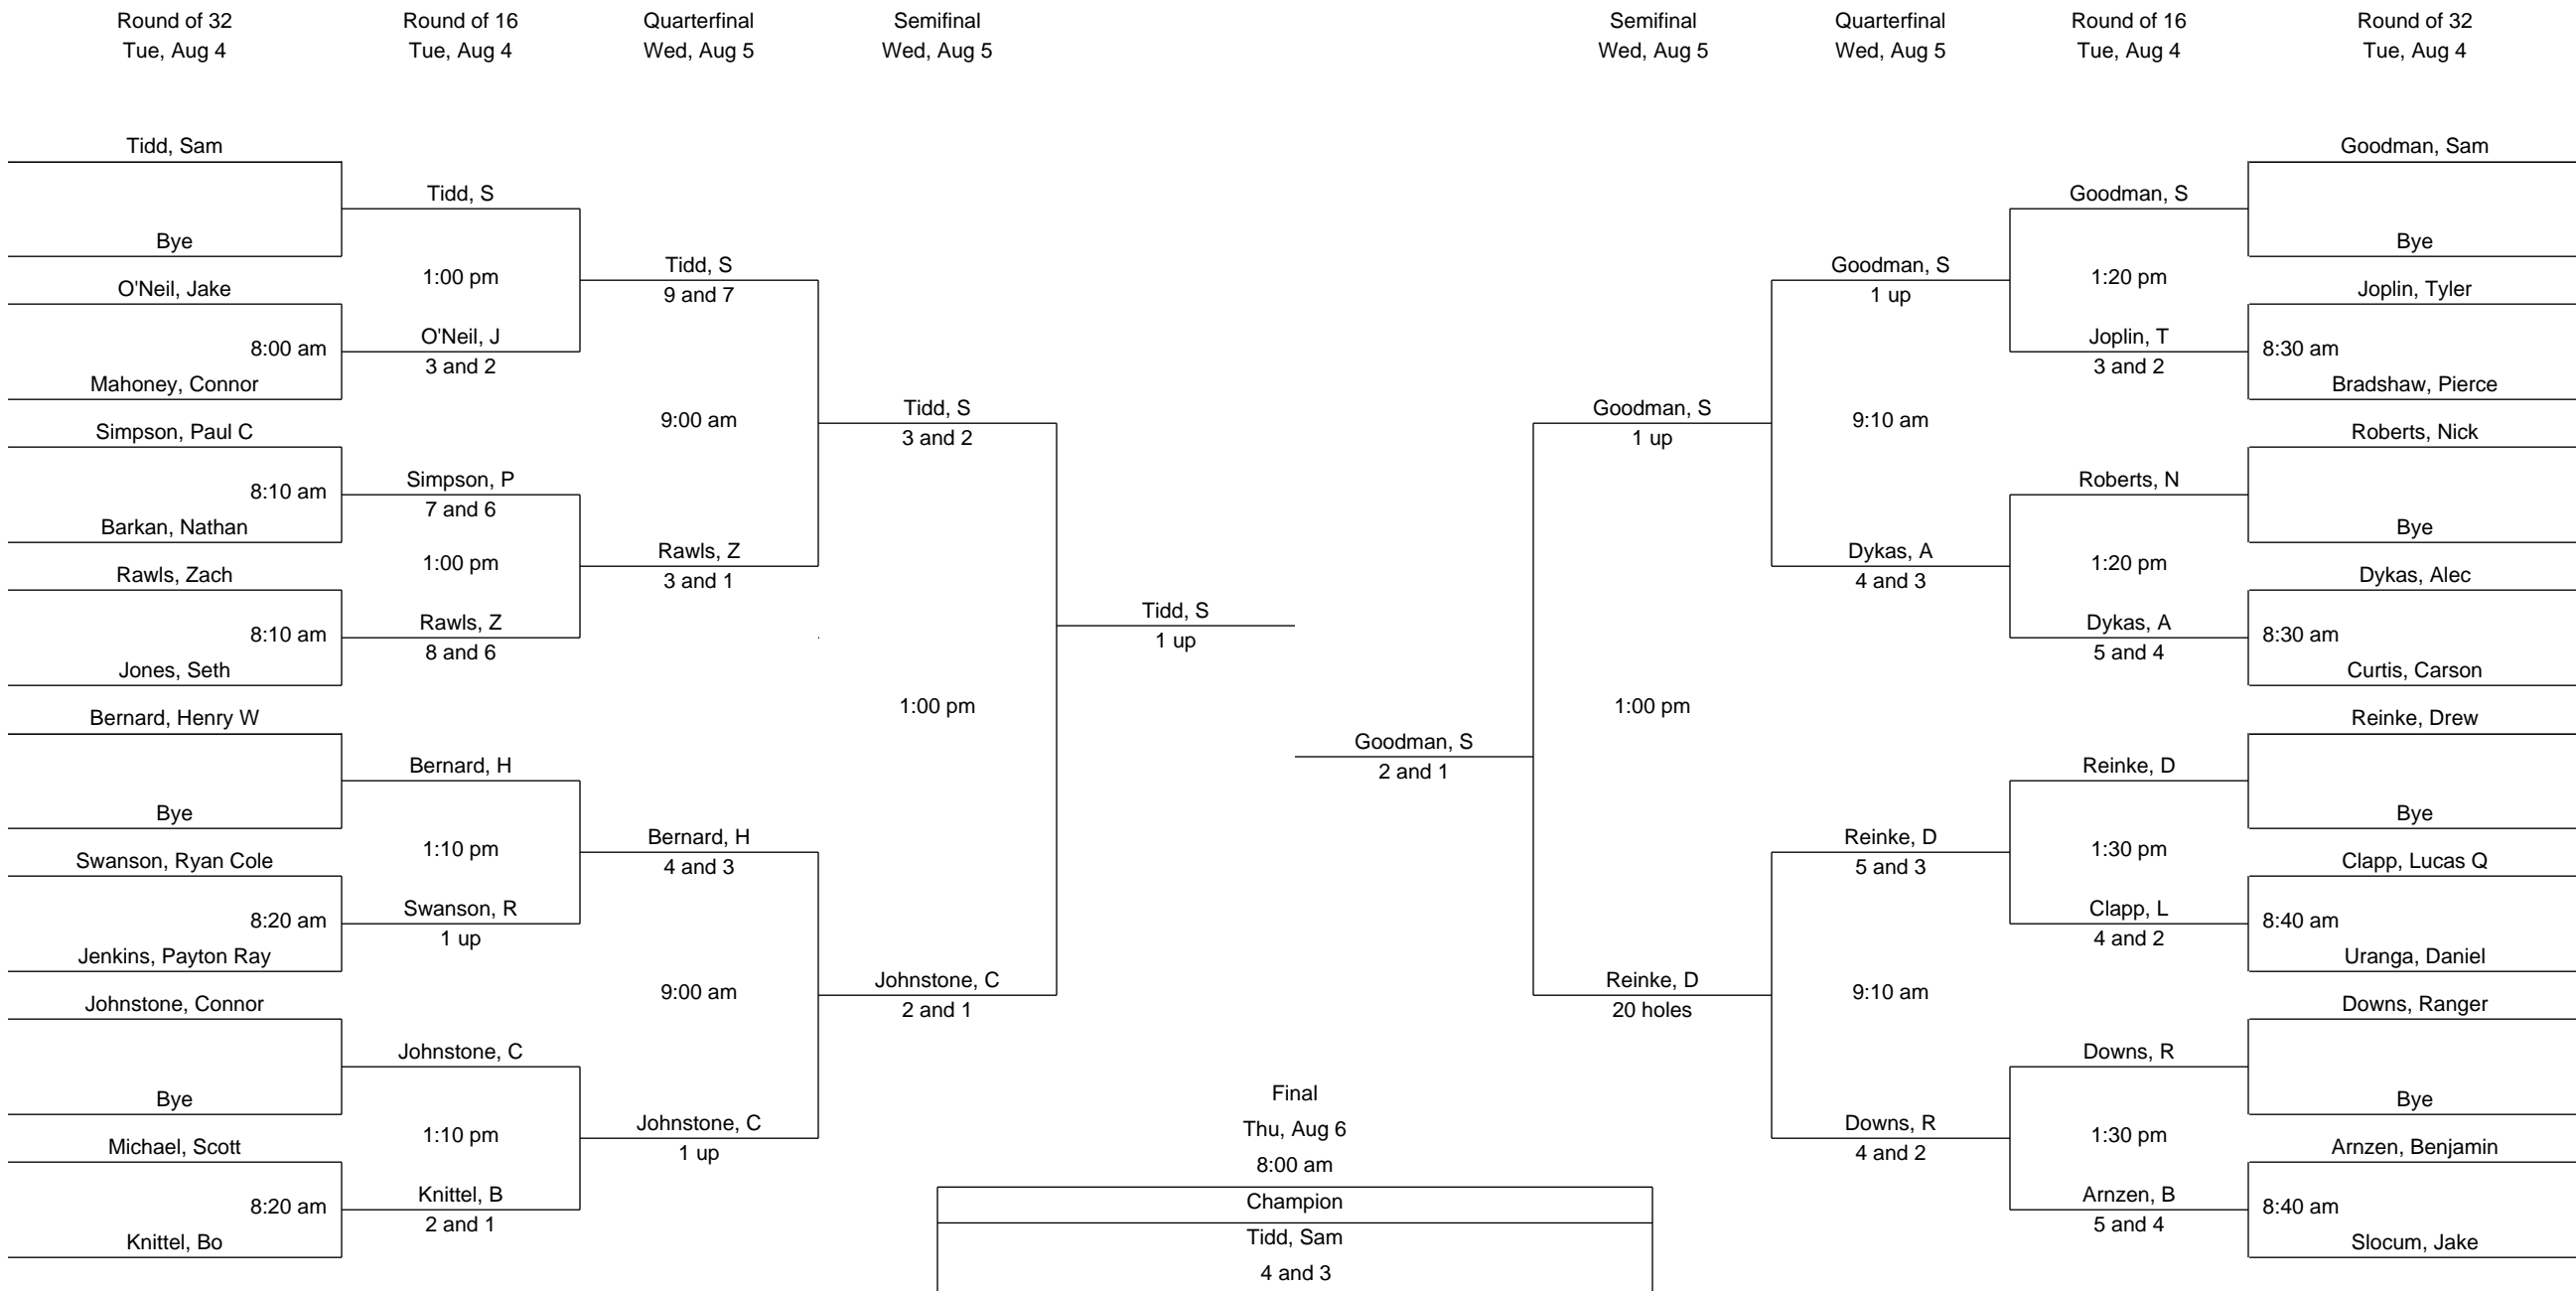 Round of 32
Tue, Aug 4
Round of 16
Tue, Aug 4
Quarterfinal
Wed, Aug 5
Semifinal
Wed, Aug 5
Semifinal
Wed, Aug 5
Quarterfinal
Wed, Aug 5
Round of 16
Tue, Aug 4
Round of 32
Tue, Aug 4
Tidd, Sam
Bye
O'Neil, Jake
8:00 am
Mahoney, Connor
Simpson, Paul C
8:10 am
Barkan, Nathan
Rawls, Zach
8:10 am
Jones, Seth
Bernard, Henry W
Bye
Swanson, Ryan Cole
8:20 am
Jenkins, Payton Ray
Johnstone, Connor
Bye
Michael, Scott
8:20 am
Knittel, Bo
Tidd, S
1:00 pm
O'Neil, J
3 and 2
Simpson, P
7 and 6
1:00 pm
Rawls, Z
8 and 6
Bernard, H
1:10 pm
Swanson, R
1 up
Johnstone, C
1:10 pm
Knittel, B
2 and 1
Tidd, S
9 and 7
9:00 am
Rawls, Z
3 and 1
Bernard, H
4 and 3
9:00 am
Johnstone, C
1 up
Tidd, S
3 and 2
1:00 pm
Johnstone, C
2 and 1
Tidd, S
1 up
Goodman, S
2 and 1
Goodman, S
1 up
1:00 pm
Reinke, D
20 holes
Goodman, S
1 up
9:10 am
Dykas, A
4 and 3
Reinke, D
5 and 3
9:10 am
Downs, R
4 and 2
Goodman, S
1:20 pm
Joplin, T
3 and 2
Roberts, N
1:20 pm
Dykas, A
5 and 4
Reinke, D
1:30 pm
Clapp, L
4 and 2
Downs, R
1:30 pm
Arnzen, B
5 and 4
Goodman, Sam
Bye
Joplin, Tyler
8:30 am
Bradshaw, Pierce
Roberts, Nick
Bye
Dykas, Alec
8:30 am
Curtis, Carson
Reinke, Drew
Bye
Clapp, Lucas Q
8:40 am
Uranga, Daniel
Downs, Ranger
Bye
Arnzen, Benjamin
8:40 am
Slocum, Jake
Final
Thu, Aug 6
8:00 am
Champion
Tidd, Sam
4 and 3